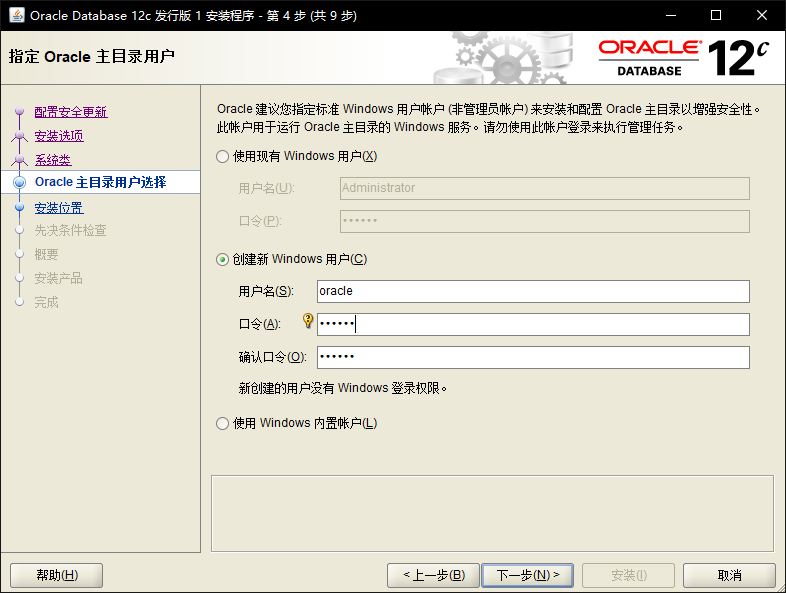 Oracle Database 12c 发行版 1 安装程序 - 第 4 步 (共 9 步)
指定 Oracle 主目录用户
ORACLE
DATABASE
12c
配置安全更新
安装选项
系统类
Oracle 主目录用户选择
安装位置
先决条件检查
概要
安装产品
完成
Oracle 建议您指定标准 Windows 用户帐户 (非管理员帐户) 来安装和配置 Oracle 主目录以增强安全性。
此帐户用于运行 Oracle 主目录的 Windows 服务。请勿使用此帐户登录来执行管理任务。
使用现有 Windows 用户(X)
用户名(U):
Administrator
口令(P):
••••••
创建新 Windows 用户(C)
用户名(S):
oracle
口令(A):
••••••
确认口令(O):
••••••
新创建的用户没有 Windows 登录权限。
使用 Windows 内置帐户(L)
帮助(H)
< 上一步(B)
下一步(N) >
安装(I)
取消